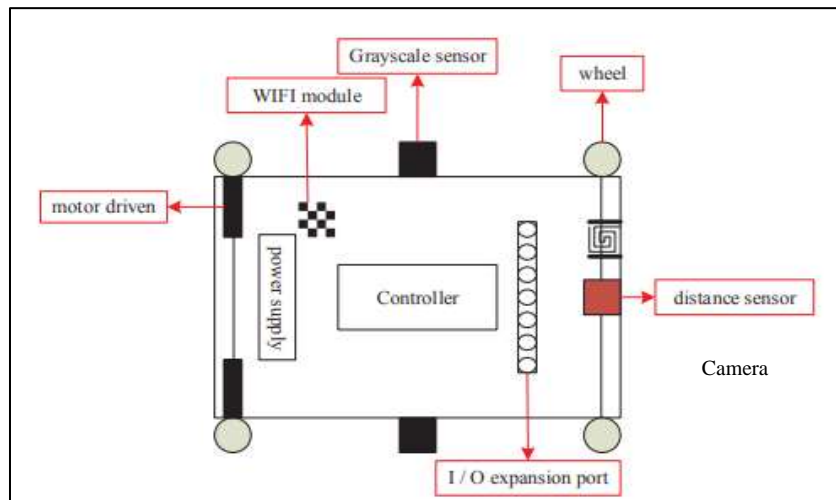 Grayscale sensor
WIFI module
wheel
motor driven
power supply
Controller
distance sensor
Camera
I / O expansion port